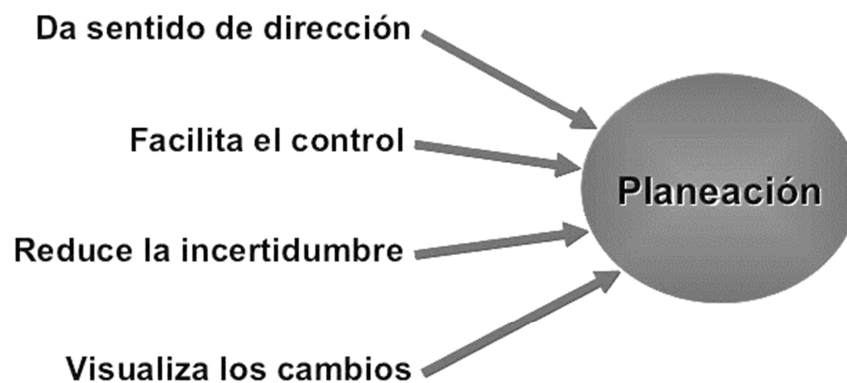 Da sentido de dirección
Facilita el control
Planeación
Reduce la incertidumbre
Visualiza los cambios